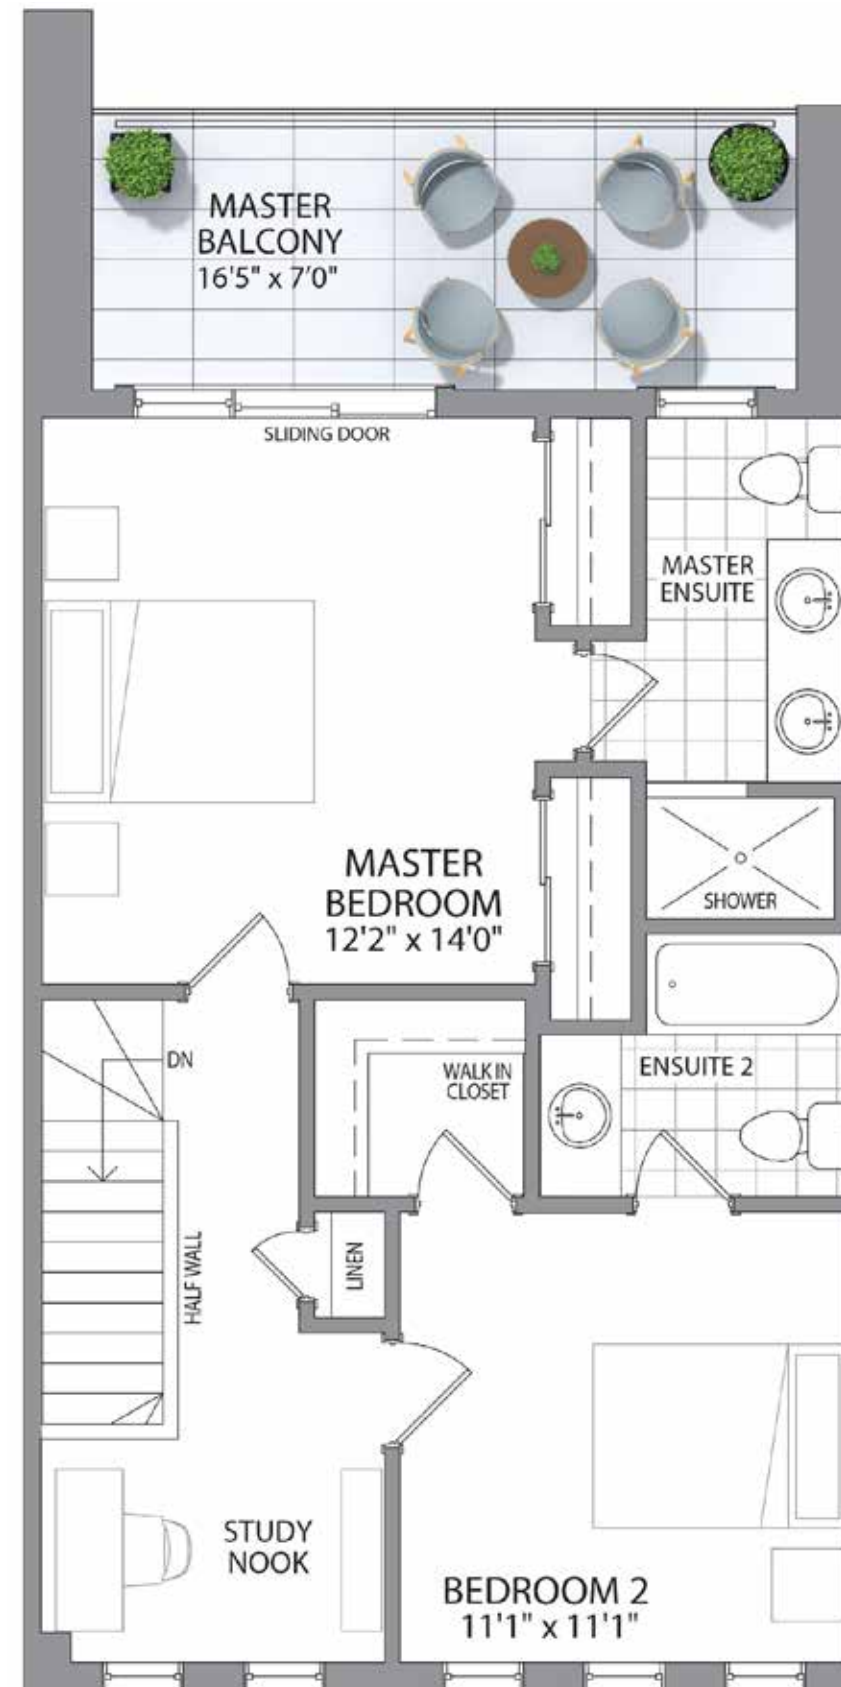 MASTER
BALCONY
16'5" x 7'0"
SLIDING DOOR
MASTER
ENSUITE
MASTER
BEDROOM
12'2" x 14'0"
SHOWER
DN
WALK IN
CLOSET
ENSUITE 2
HALF WALL
LINEN
STUDY
NOOK
BEDROOM 2
11'1" x 11'1"